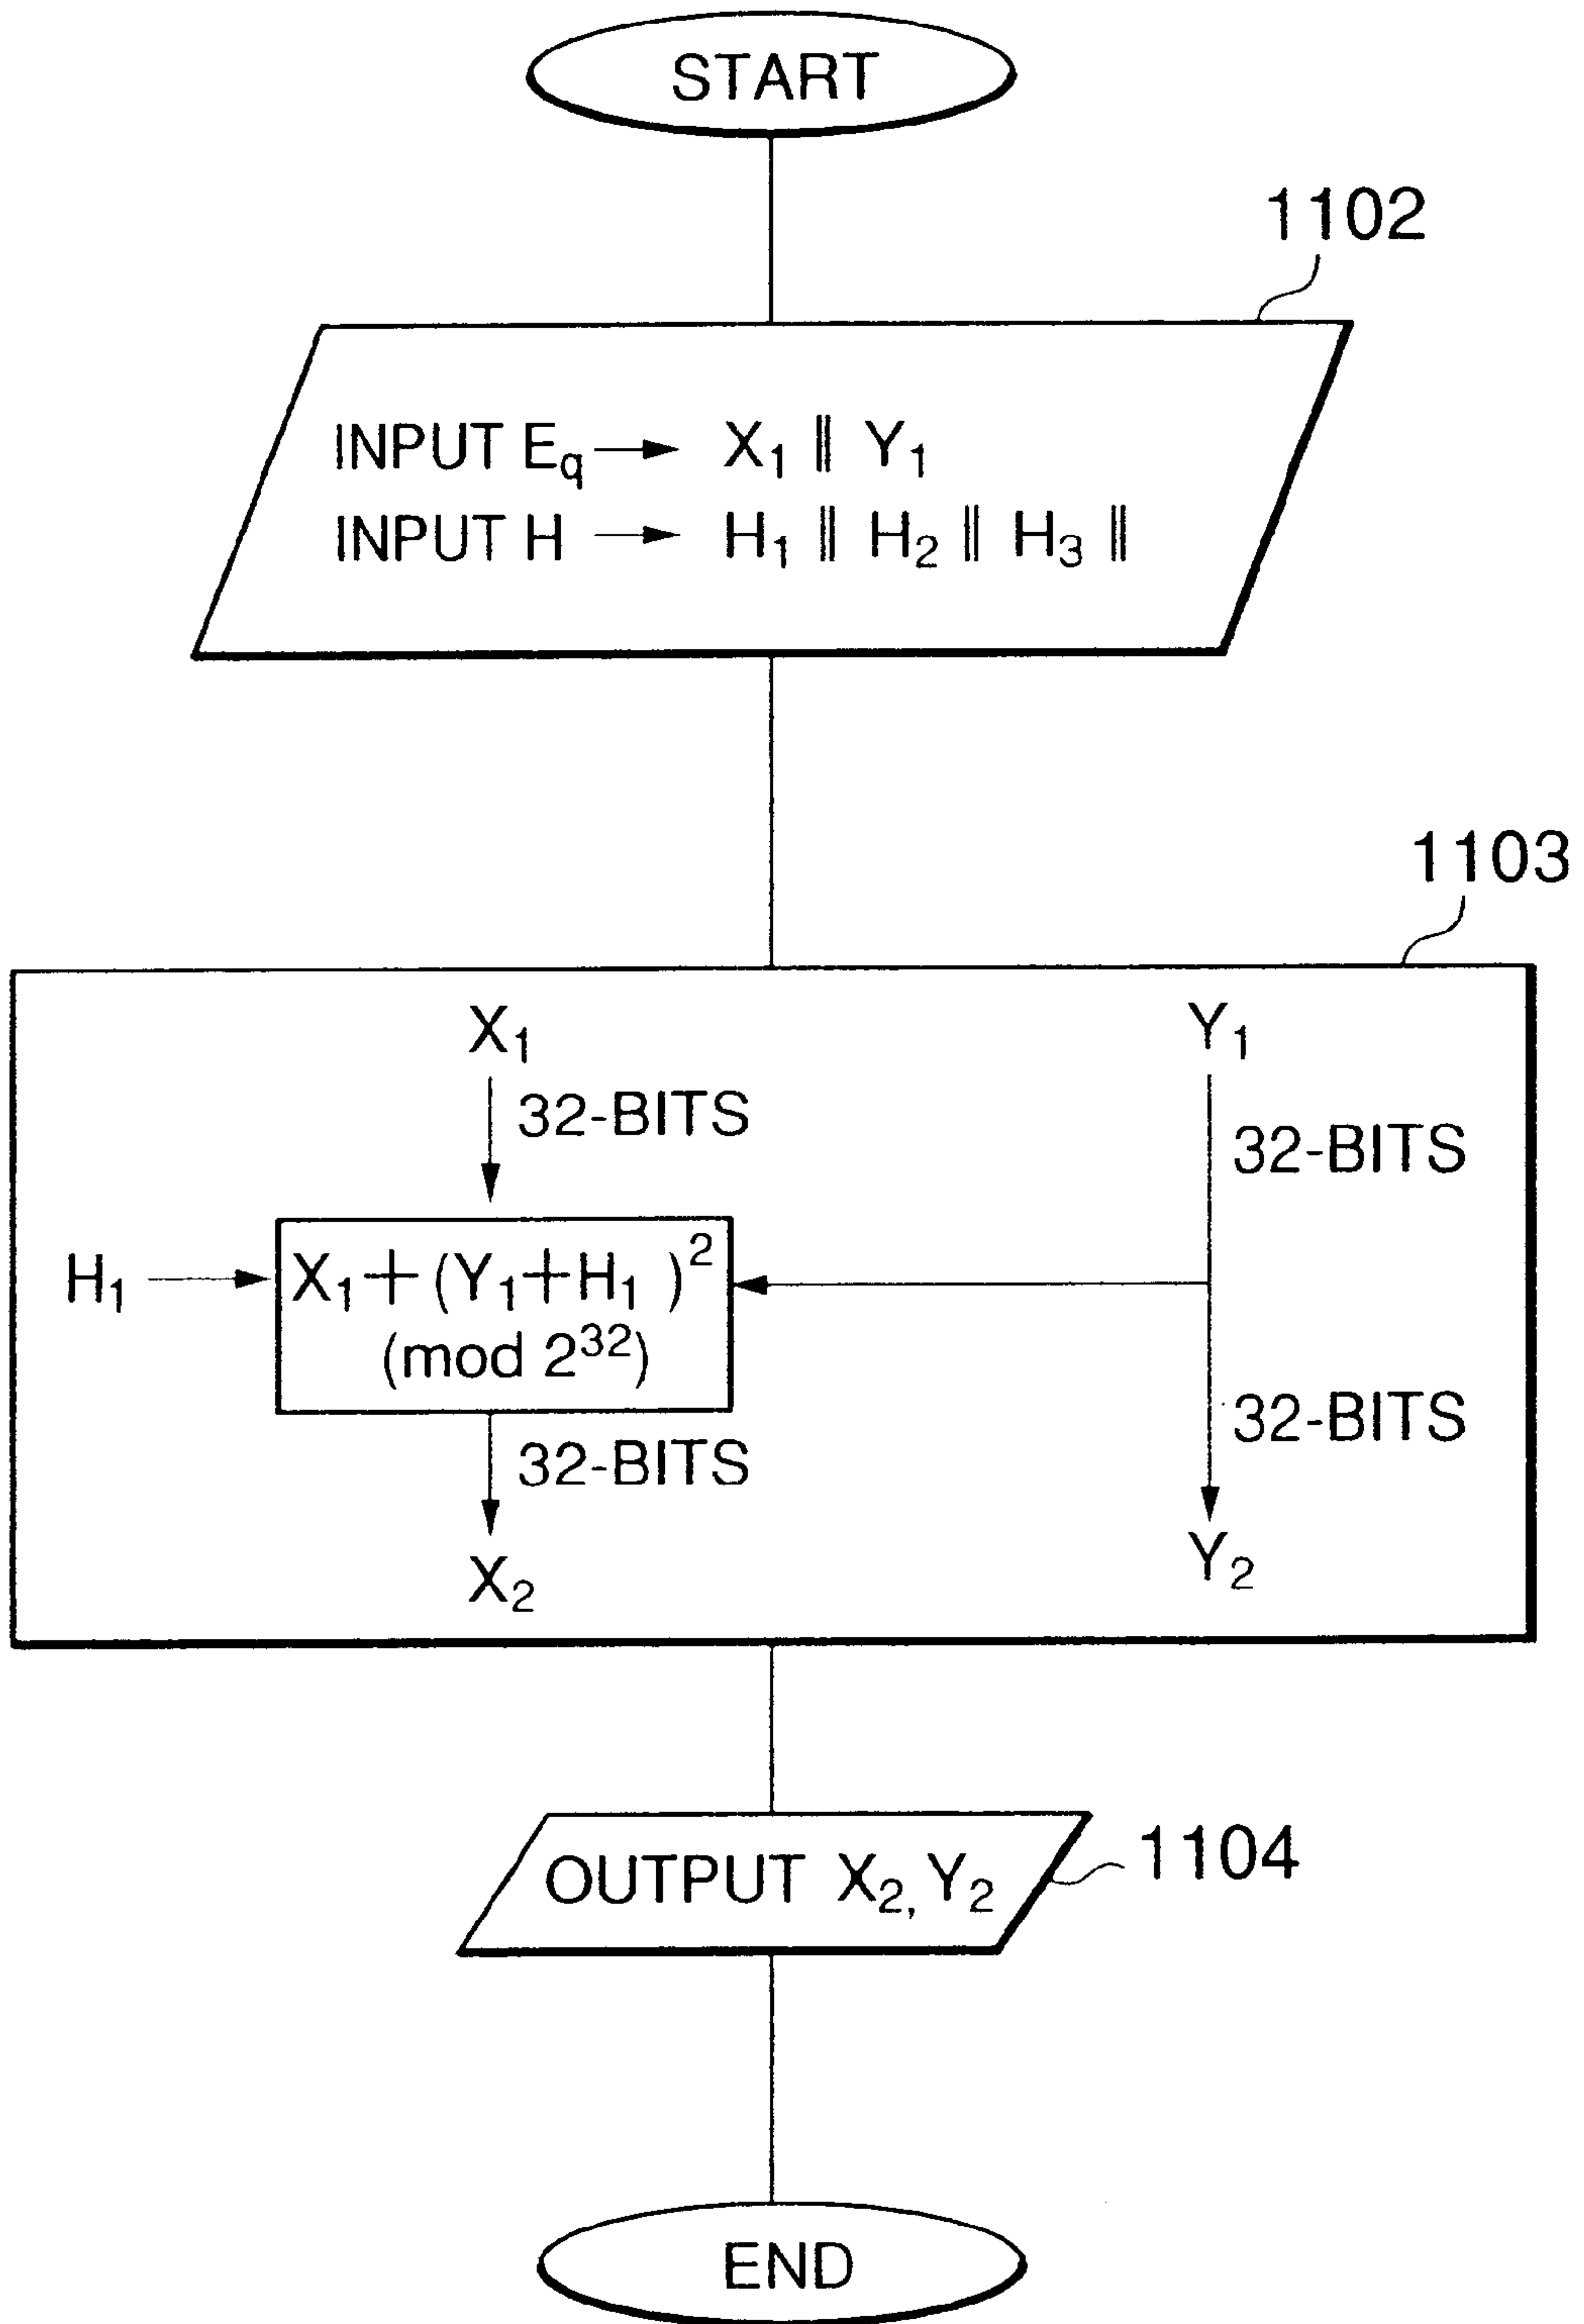 START
1102
INPUT E_q → X₁ ∥ Y₁
INPUT H → H₁ ∥ H₂ ∥ H₃ ∥
1103
X₁ Y₁
32-BITS
32-BITS
H₁ → X₁+(Y₁+H₁)²
(mod 2³²)
32-BITS
32-BITS
X₂ Y₂
OUTPUT X₂, Y₂
1104
END